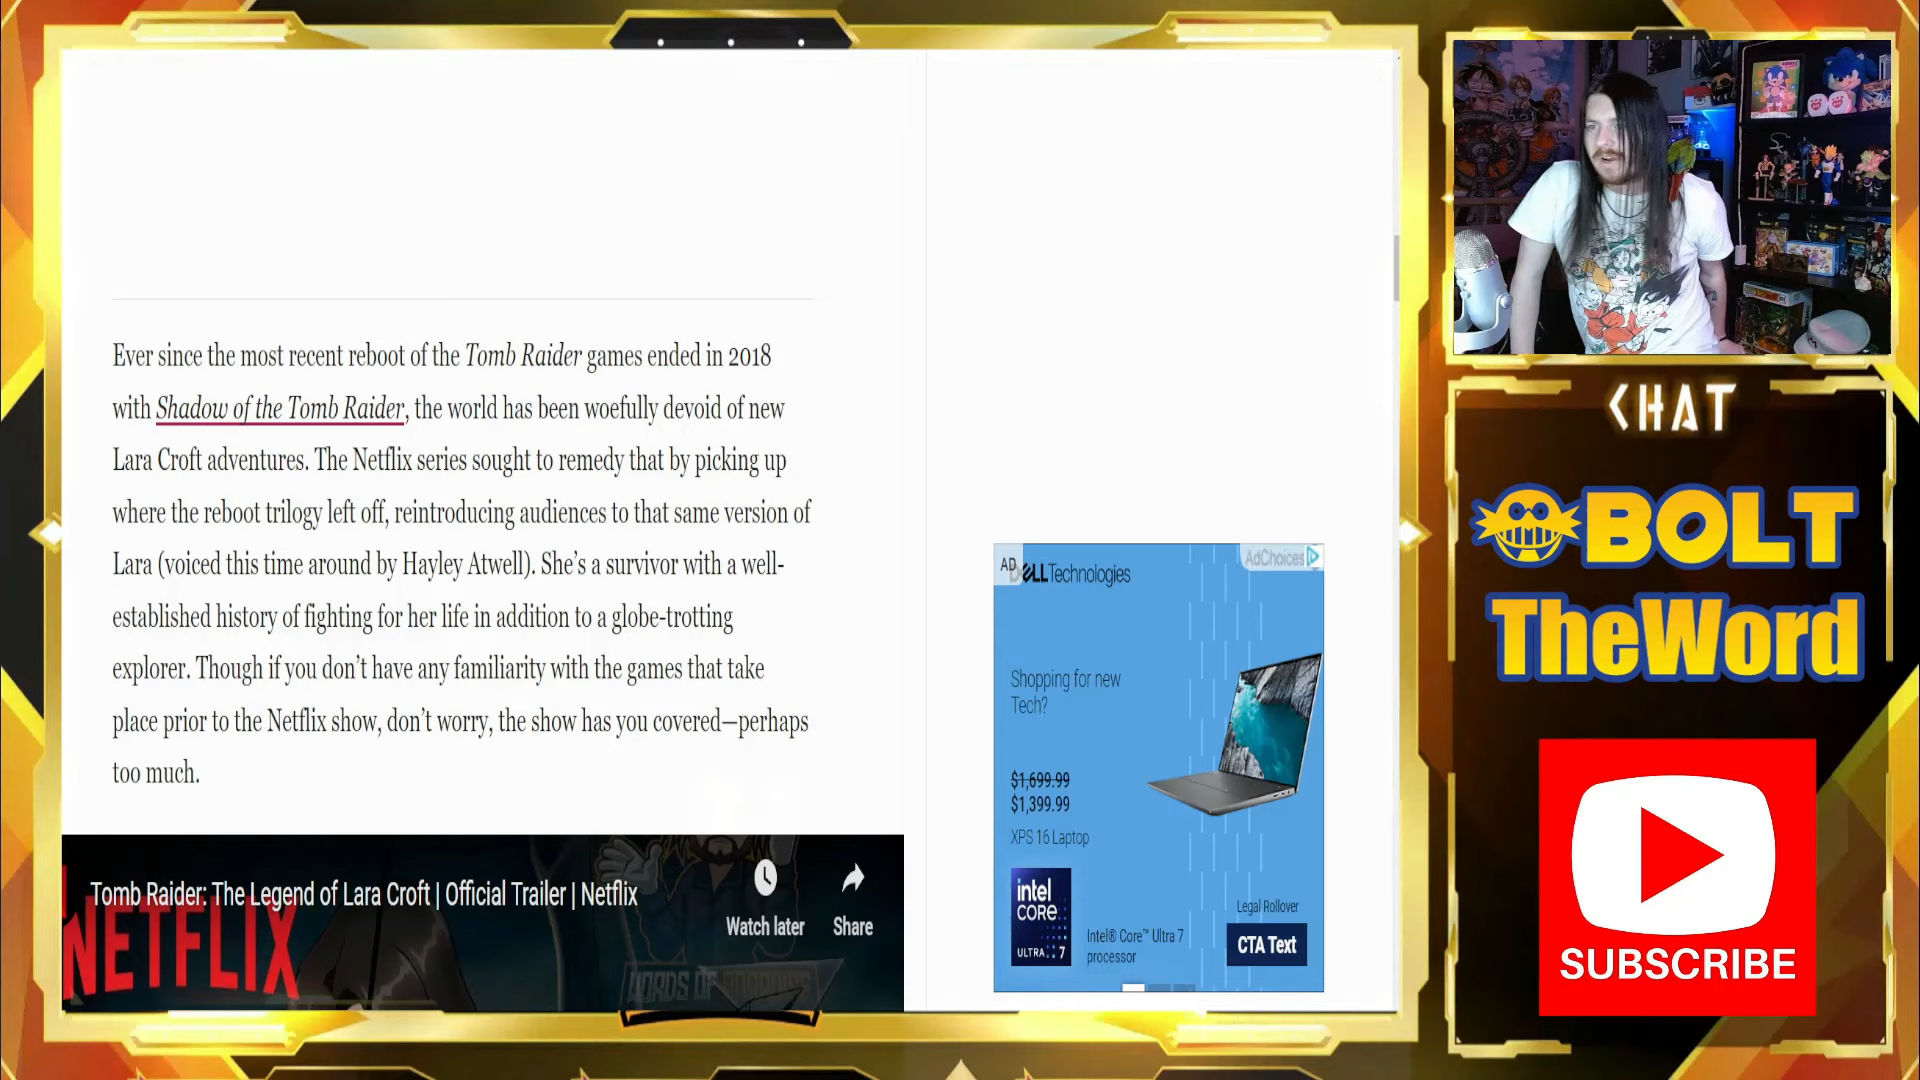 Ever since the most recent reboot of the Tomb Raider games ended in 2018
with Shadow of the Tomb Raider, the world has been woefully devoid of new
Lara Croft adventures. The Netflix series sought to remedy that by picking up
where the reboot trilogy left off, reintroducing audiences to that same version of
Lara (voiced this time around by Hayley Atwell). She's a survivor with a well-
established history of fighting for her life in addition to a globe-trotting
explorer. Though if you don't have any familiarity with the games that take
place prior to the Netflix show, don't worry, the show has you covered—perhaps
too much.
Tomb Raider: The Legend of Lara Croft | Official Trailer | Netflix
Watch later
Share
NETFLIX
WORDS OF
AD
AdChoices
DELLTechnologies
Shopping for new
Tech?
$1,699.99
$1,399.99
XPS 16 Laptop
intel
CORE
ULTRA 7
Intel® Core™ Ultra 7
processor
Legal Rollover
CTA Text
CHAT
BOLT
TheWord
SUBSCRIBE